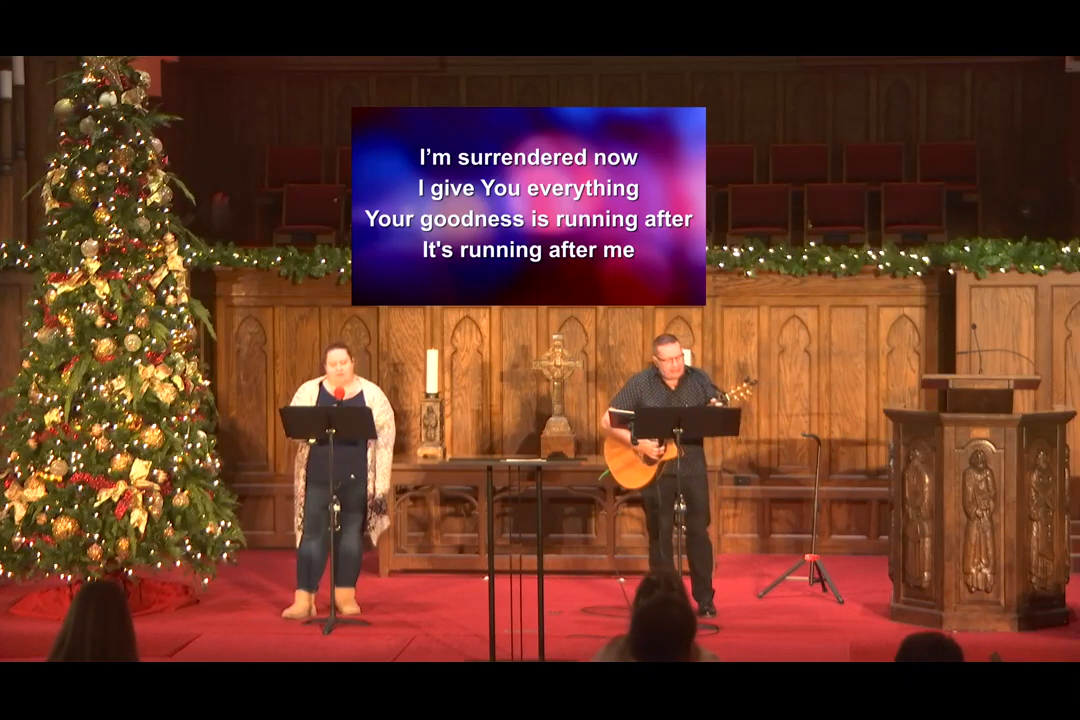 I’m surrendered now
I give You everything
Your goodness is running after
It's running after me